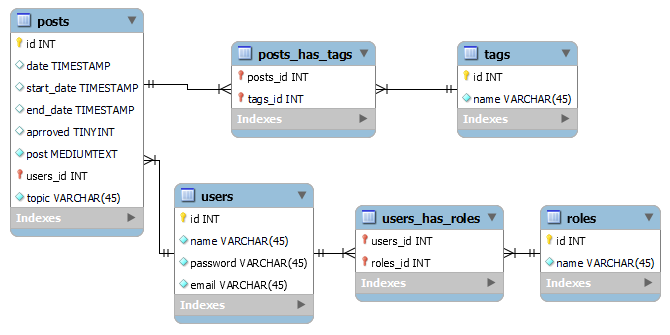 posts
id INT
date TIMESTAMP
start_date TIMESTAMP
end_date TIMESTAMP
aprroved TINYINT
post MEDIUMTEXT
users_id INT
topic VARCHAR(45)
Indexes
posts_has_tags
posts_id INT
tags_id INT
Indexes
tags
id INT
name VARCHAR(45)
Indexes
users
id INT
name VARCHAR(45)
password VARCHAR(45)
email VARCHAR(45)
Indexes
users_has_roles
users_id INT
roles_id INT
Indexes
roles
id INT
name VARCHAR(45)
Indexes